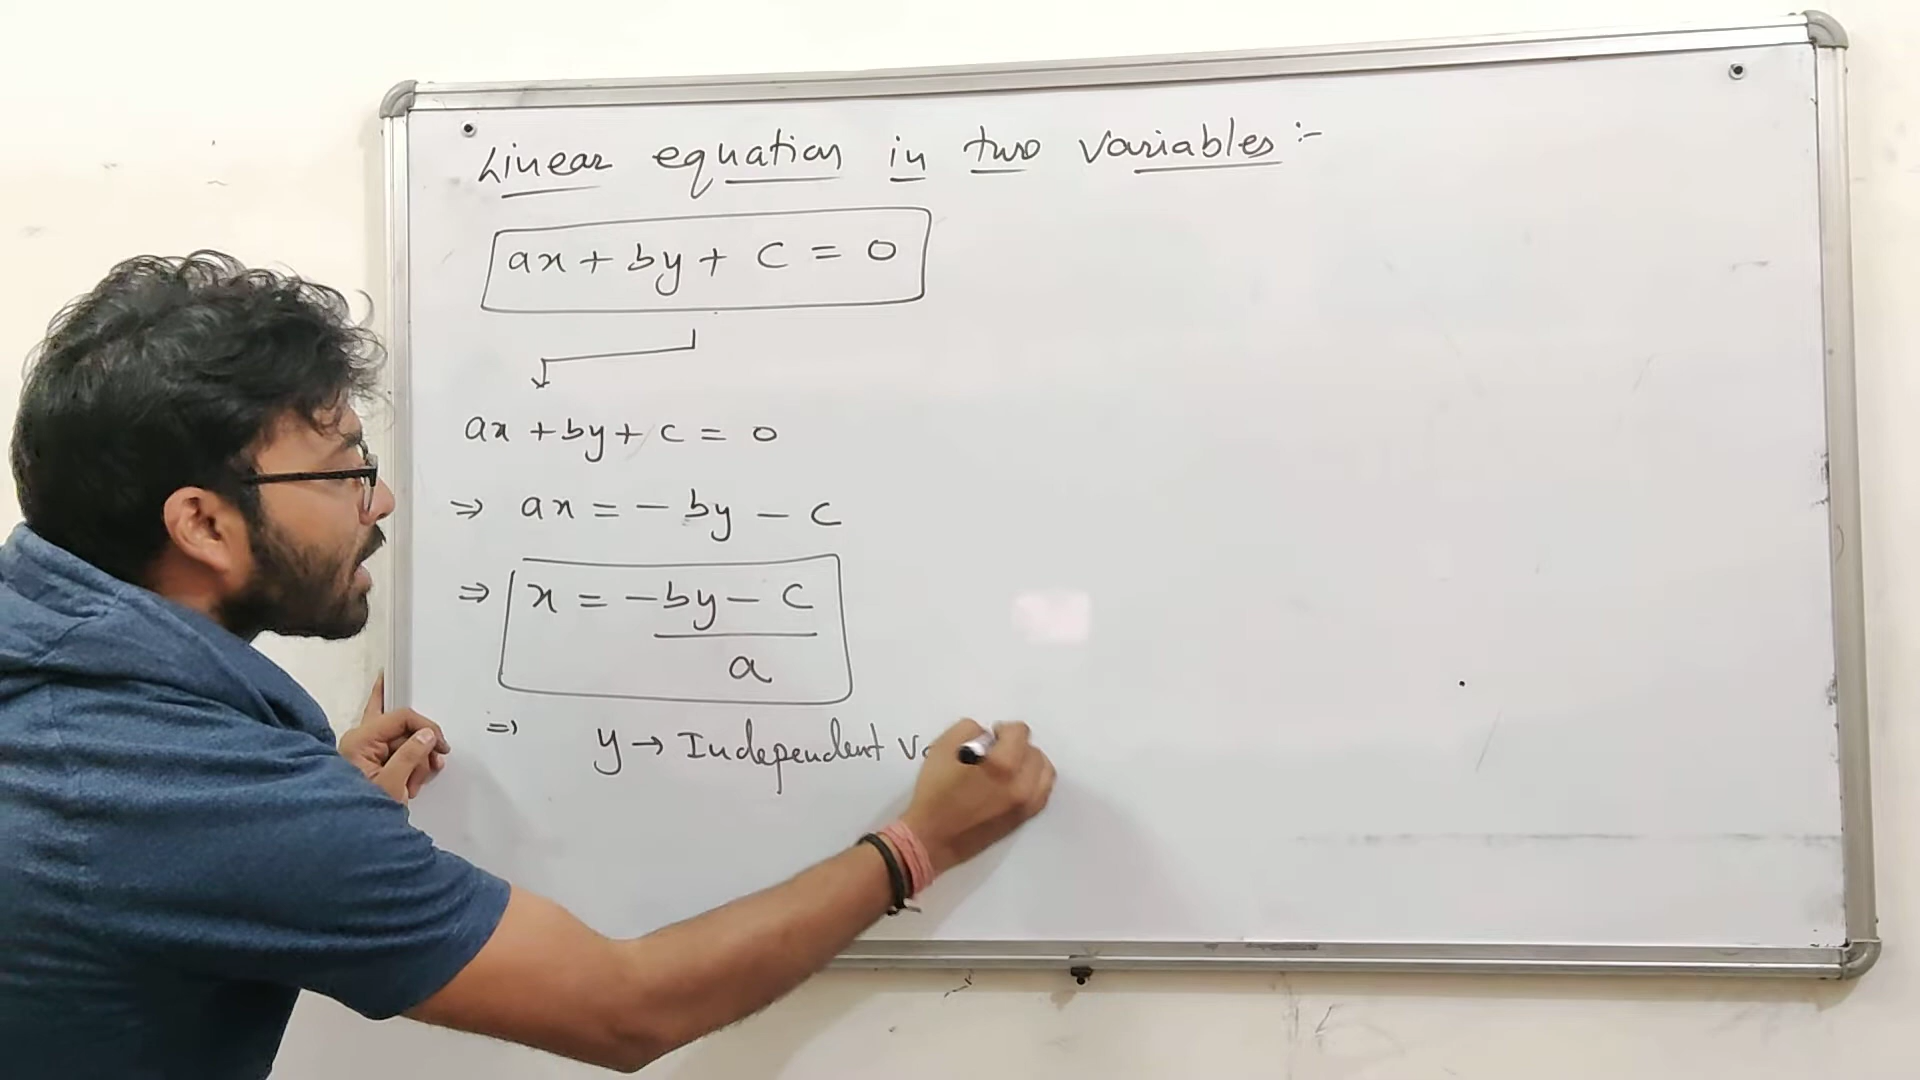 Linear equation in two variables :-
ax + by + c = 0
ax + by + c = 0
⇒ ax = - by - c
⇒ x = -by - c
a
⇒ y → Independent